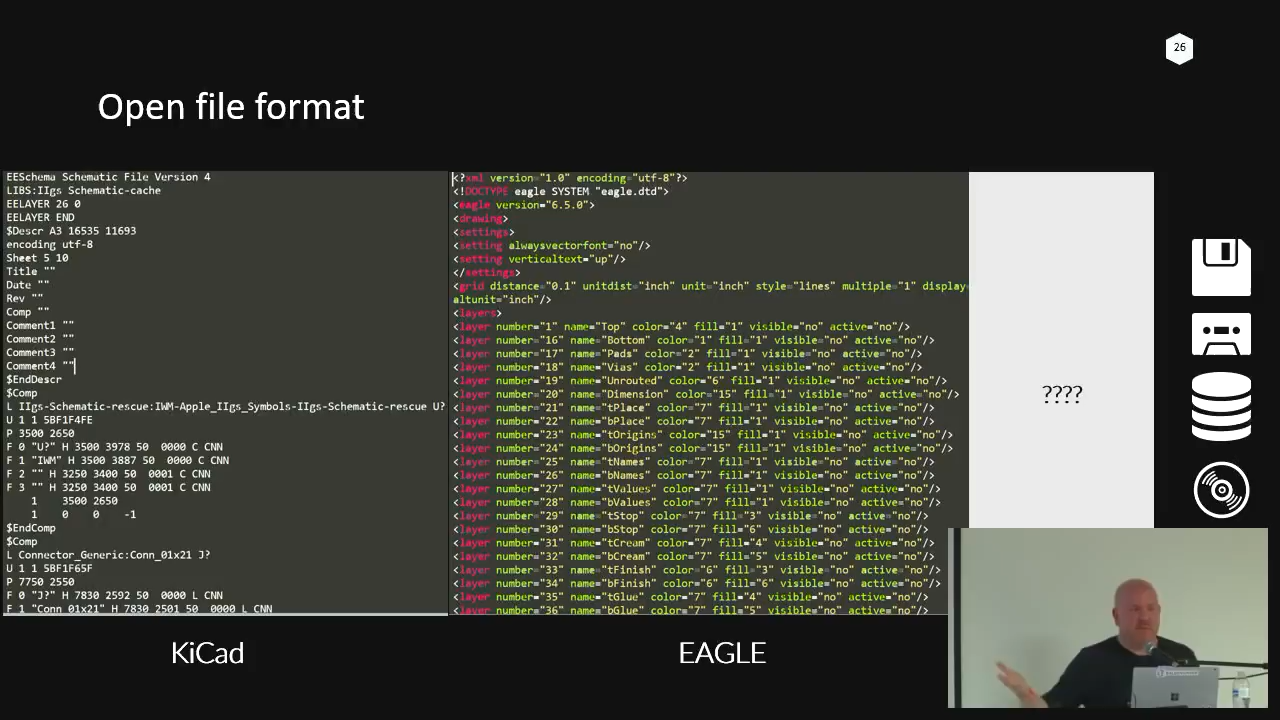 26
Open file format
EESchema Schematic File Version 4
LIBS:IIgs Schematic-cache
EELAYER 26 0
EELAYER END
$Descr A3 16535 11693
encoding utf-8
Sheet 5 10
Title ""
Date ""
Rev ""
Comp ""
Comment1 ""
Comment2 ""
Comment3 ""
Comment4 ""
$EndDescr
$Comp
L IIgs-Schematic-rescue:IWM-Apple_IIgs_Symbols-IIgs-Schematic-rescue U?
U 1 1 5BF1F4FE
P 3500 2650
F 0 "U?" H 3500 3978 50  0000 C CNN
F 1 "IWM" H 3500 3887 50  0000 C CNN
F 2 "" H 3250 3400 50  0001 C CNN
F 3 "" H 3250 3400 50  0001 C CNN
1    3500 2650
1    0    0    -1
$EndComp
$Comp
L Connector_Generic:Conn_01x21 J?
U 1 1 5BF1F65F
P 7750 2550
F 0 "J?" H 7830 2592 50  0000 L CNN
F 1 "Conn_01x21" H 7830 2501 50  0000 L CNN
<?xml version="1.0" encoding="utf-8"?>
<!DOCTYPE eagle SYSTEM "eagle.dtd">
<eagle version="6.5.0">
<drawing>
<settings>
<setting alwaysvectorfont="no"/>
<setting verticaltext="up"/>
</settings>
<grid distance="0.1" unitdist="inch" unit="inch" style="lines" multiple="1" display=
altunit="inch"/>
<layers>
<layer number="1" name="Top" color="4" fill="1" visible="no" active="no"/>
<layer number="16" name="Bottom" color="1" fill="1" visible="no" active="no"/>
<layer number="17" name="Pads" color="2" fill="1" visible="no" active="no"/>
<layer number="18" name="Vias" color="2" fill="1" visible="no" active="no"/>
<layer number="19" name="Unrouted" color="6" fill="1" visible="no" active="no"/>
<layer number="20" name="Dimension" color="15" fill="1" visible="no" active="no"/>
<layer number="21" name="tPlace" color="7" fill="1" visible="no" active="no"/>
<layer number="22" name="bPlace" color="7" fill="1" visible="no" active="no"/>
<layer number="23" name="tOrigins" color="15" fill="1" visible="no" active="no"/>
<layer number="24" name="bOrigins" color="15" fill="1" visible="no" active="no"/>
<layer number="25" name="tNames" color="7" fill="1" visible="no" active="no"/>
<layer number="26" name="bNames" color="7" fill="1" visible="no" active="no"/>
<layer number="27" name="tValues" color="7" fill="1" visible="no" active="no"/>
<layer number="28" name="bValues" color="7" fill="1" visible="no" active="no"/>
<layer number="29" name="tStop" color="7" fill="3" visible="no" active="no"/>
<layer number="30" name="bStop" color="7" fill="6" visible="no" active="no"/>
<layer number="31" name="tCream" color="7" fill="4" visible="no" active="no"/>
<layer number="32" name="bCream" color="7" fill="5" visible="no" active="no"/>
<layer number="33" name="tFinish" color="6" fill="3" visible="no" active="no"/>
<layer number="34" name="bFinish" color="6" fill="6" visible="no" active="no"/>
<layer number="35" name="tGlue" color="7" fill="4" visible="no" active="no"/>
<layer number="36" name="bGlue" color="7" fill="5" visible="no" active="no"/>
????
KiCad
EAGLE